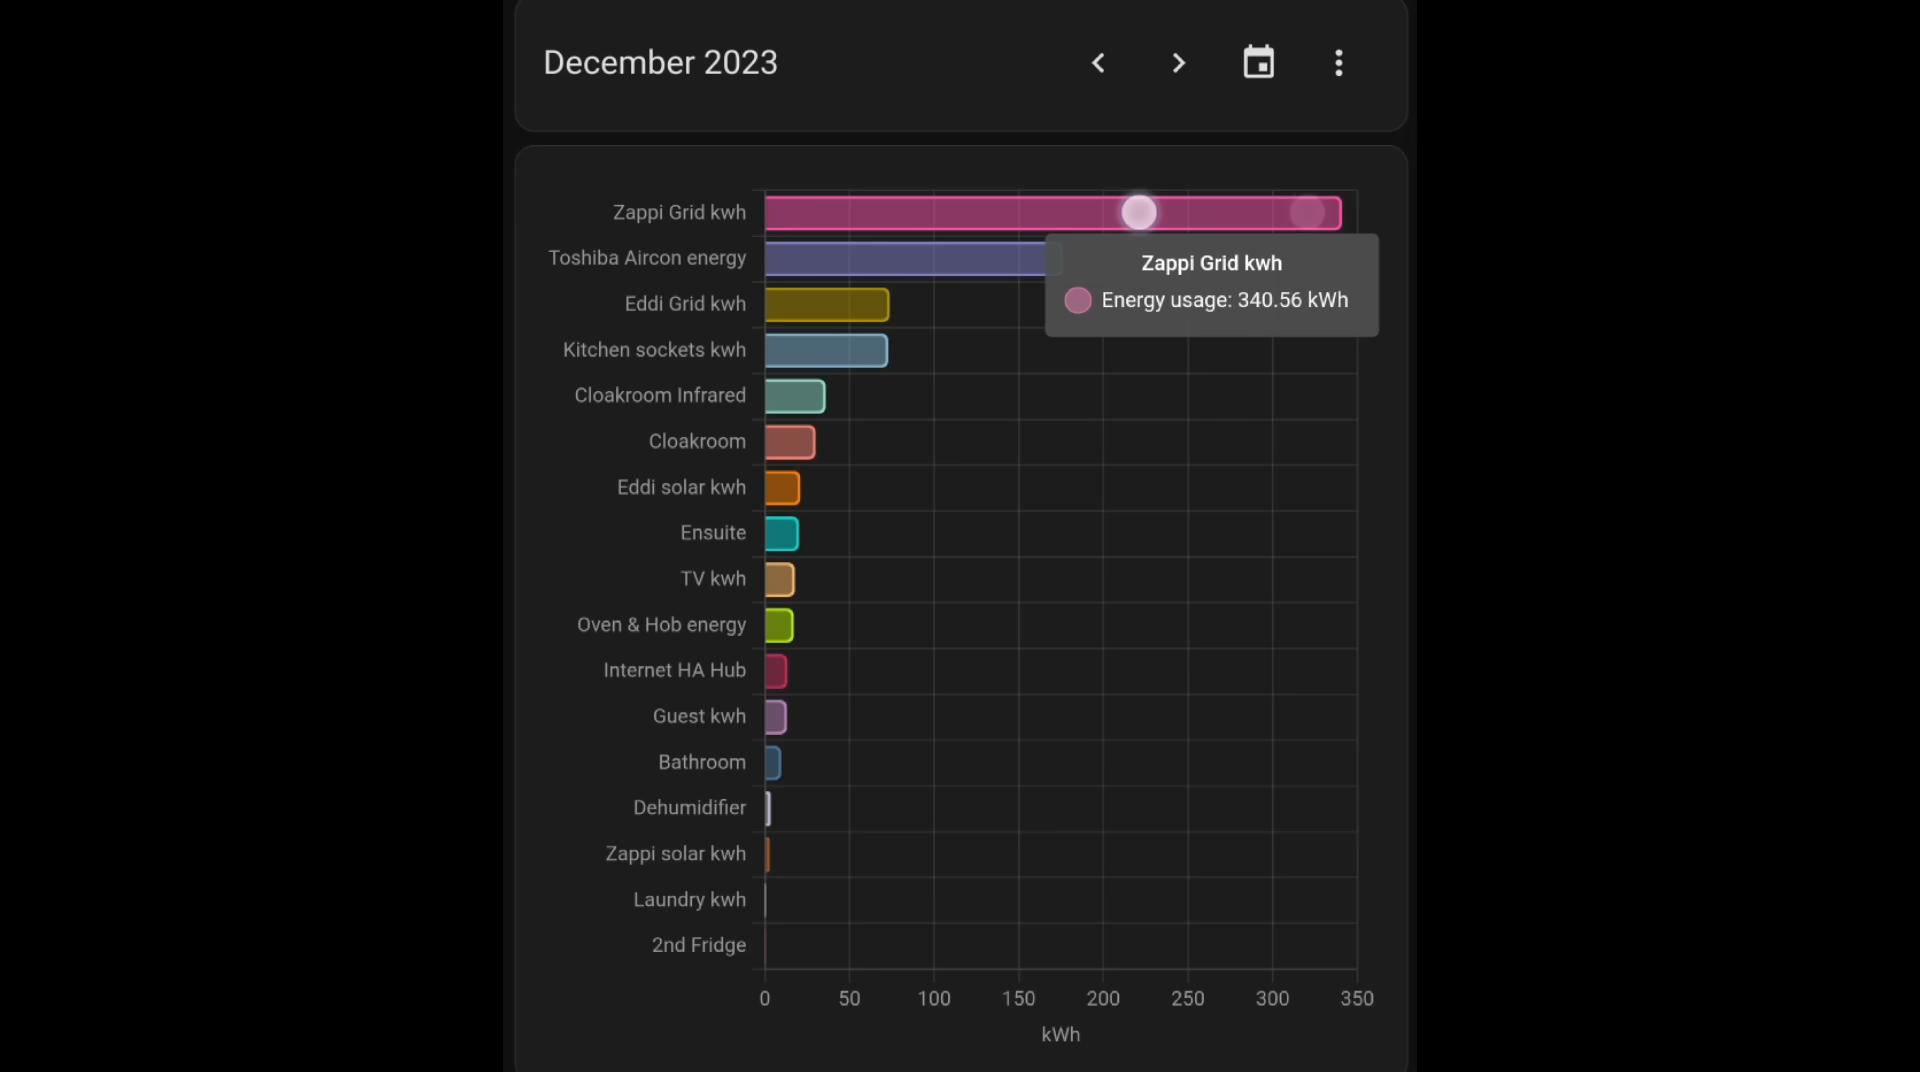 December 2023
Zappi Grid kwh
Toshiba Aircon energy
Zappi Grid kwh
Energy usage: 340.56 kWh
Eddi Grid kwh
Kitchen sockets kwh
Cloakroom Infrared
Cloakroom
Eddi solar kwh
Ensuite
TV kwh
Oven & Hob energy
Internet HA Hub
Guest kwh
Bathroom
Dehumidifier
Zappi solar kwh
Laundry kwh
2nd Fridge
0 50 100 150 200 250 300 350
kWh